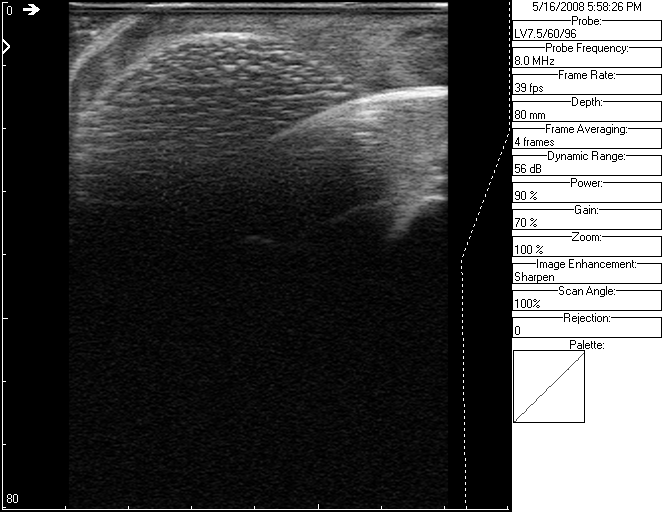 0
80
5/16/2008 5:58:26 PM
Probe:
LV7.5/60/96
Probe Frequency:
8.0 MHz
Frame Rate:
39 fps
Depth:
80 mm
Frame Averaging:
4 frames
Dynamic Range:
56 dB
Power:
90 %
Gain:
70 %
Zoom:
100 %
Image Enhancement:
Sharpen
Scan Angle:
100%
Rejection:
0
Palette: